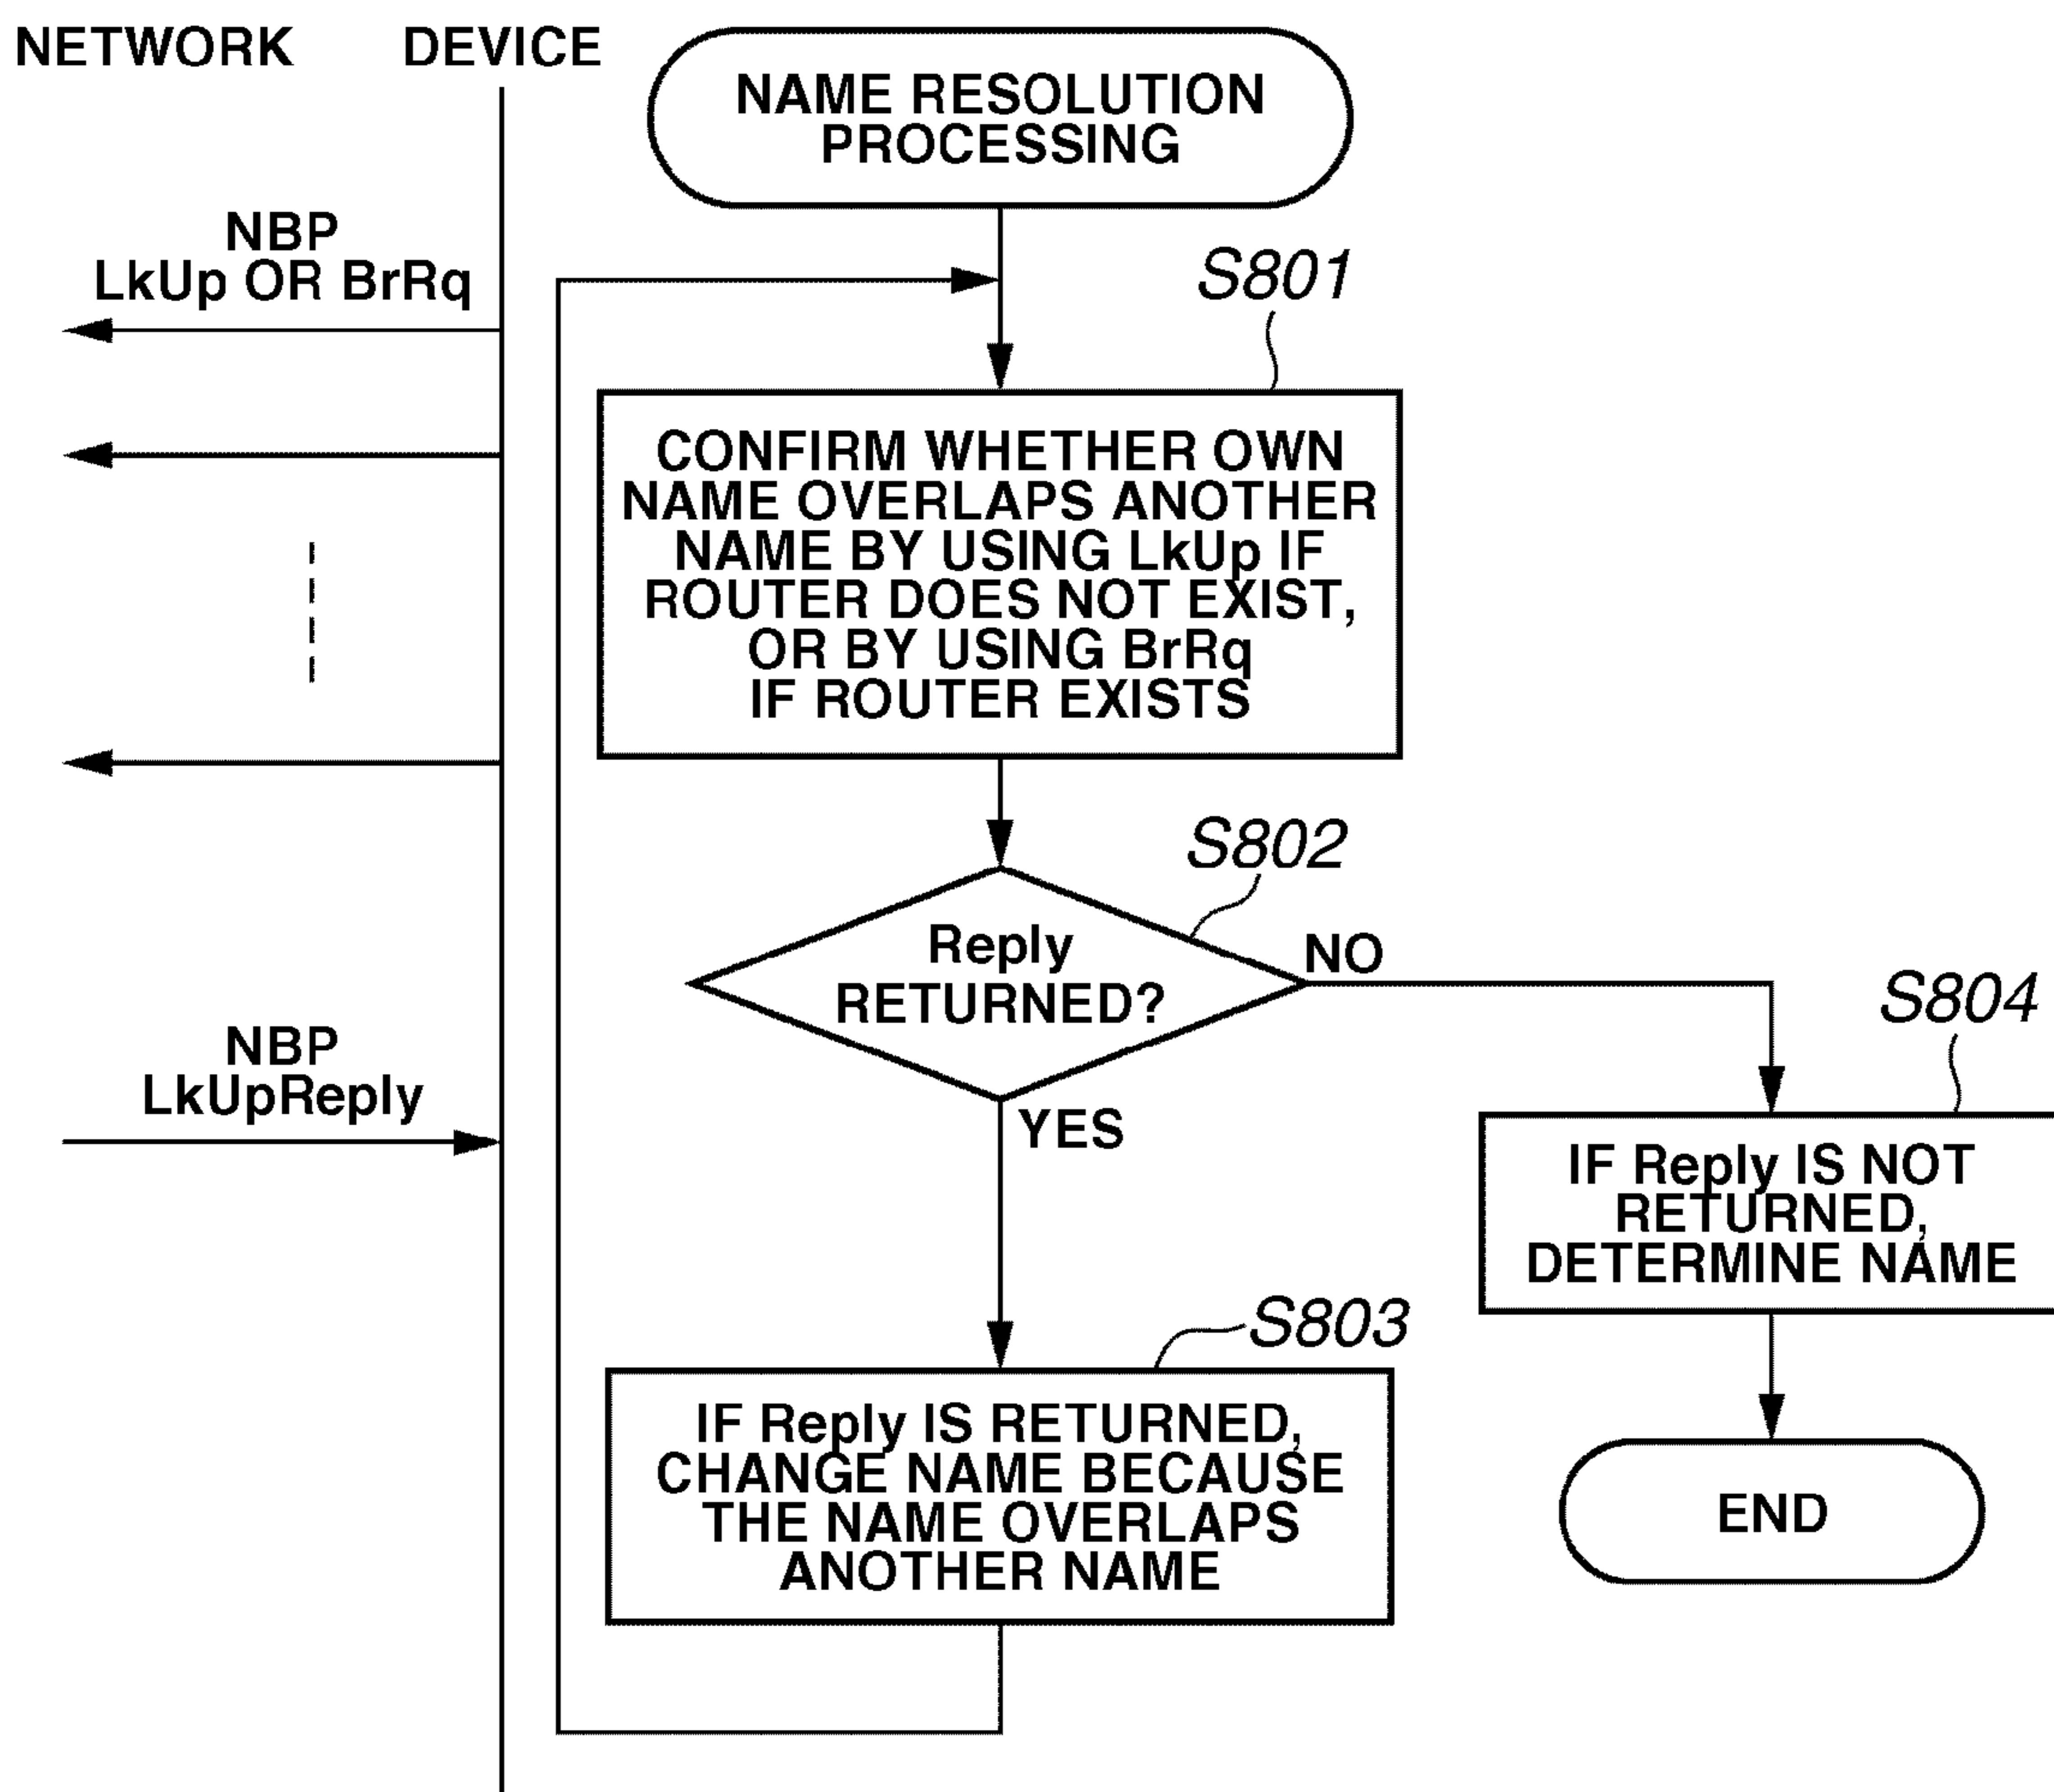 NETWORK
DEVICE
NAME RESOLUTION
PROCESSING
NBP
LkUp OR BrRq
S801
CONFIRM WHETHER OWN
NAME OVERLAPS ANOTHER
NAME BY USING LkUp IF
ROUTER DOES NOT EXIST,
OR BY USING BrRq
IF ROUTER EXISTS
S802
Reply
RETURNED?
NO
YES
NBP
LkUpReply
S804
IF Reply IS NOT
RETURNED,
DETERMINE NAME
S803
IF Reply IS RETURNED,
CHANGE NAME BECAUSE
THE NAME OVERLAPS
ANOTHER NAME
END